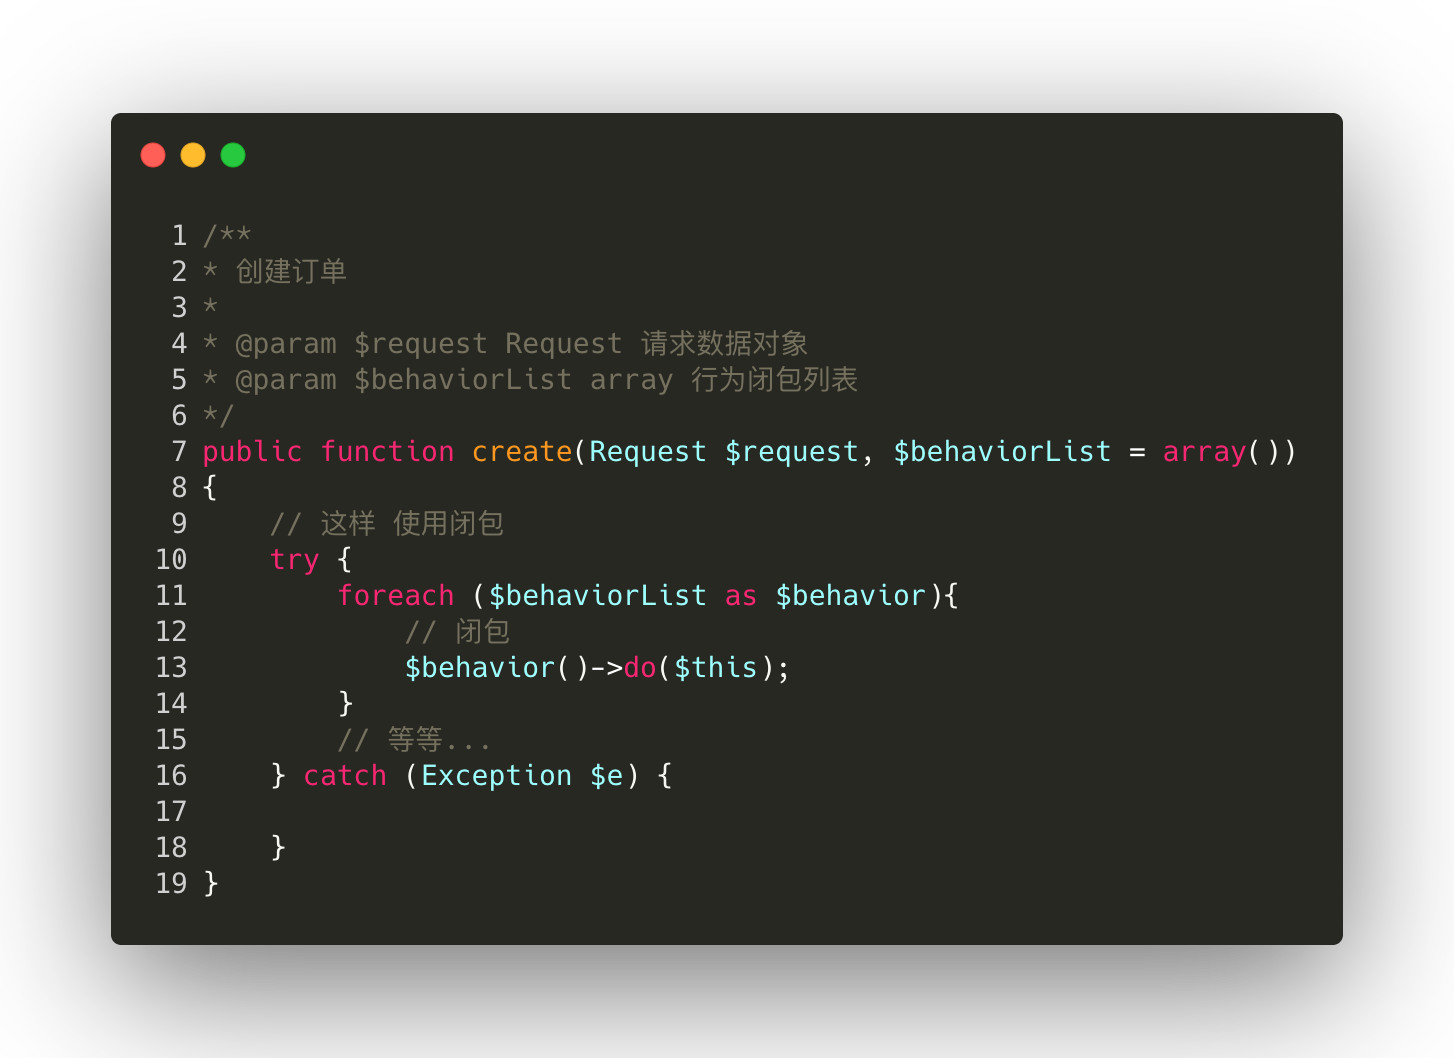 1 /**
2 * 创建订单
3 *
4 * @param $request Request 请求数据对象
5 * @param $behaviorList array 行为闭包列表
6 */
7 public function create(Request $request, $behaviorList = array())
8 {
9     // 这样 使用闭包
10     try {
11         foreach ($behaviorList as $behavior){
12             // 闭包
13             $behavior()->do($this);
14         }
15         // 等等...
16     } catch (Exception $e) {
17
18     }
19 }